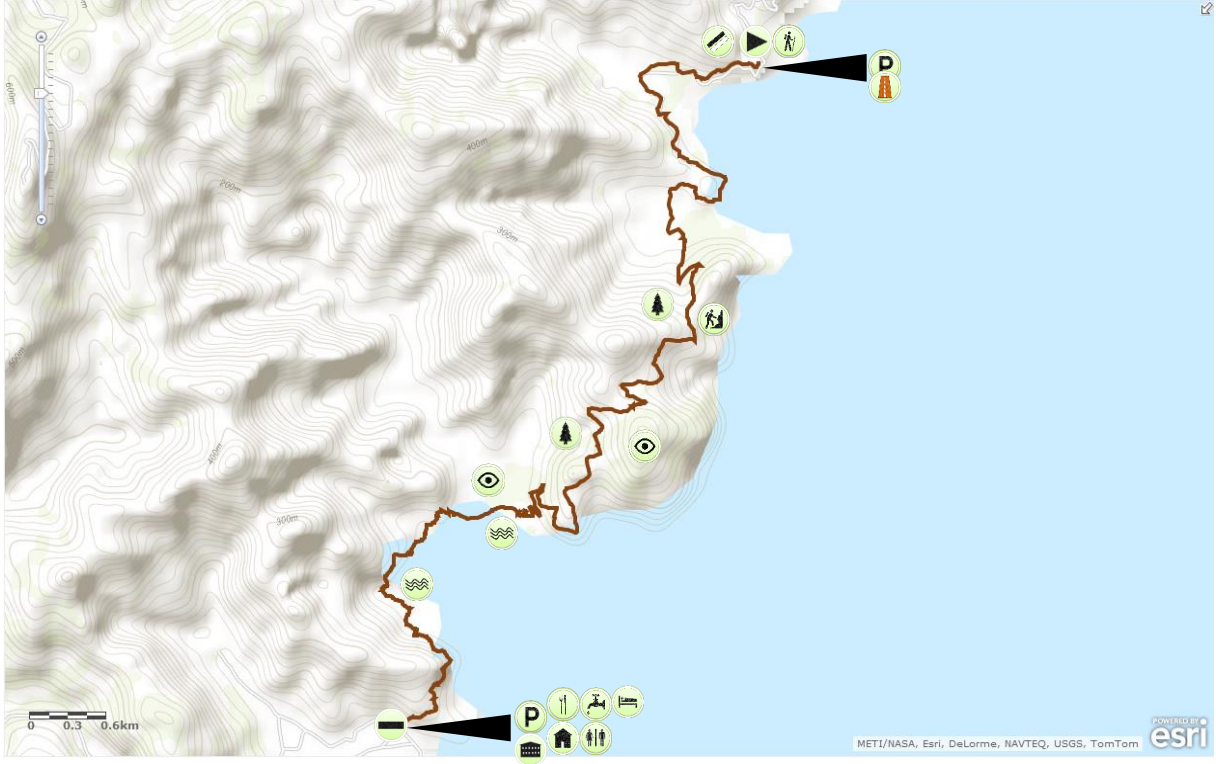 P
400m
200m
300m
400m
300m
P
0 0.3 0.6km
METI/NASA, Esri, DeLorme, NAVTEQ, USGS, TomTom
POWERED BY
esri